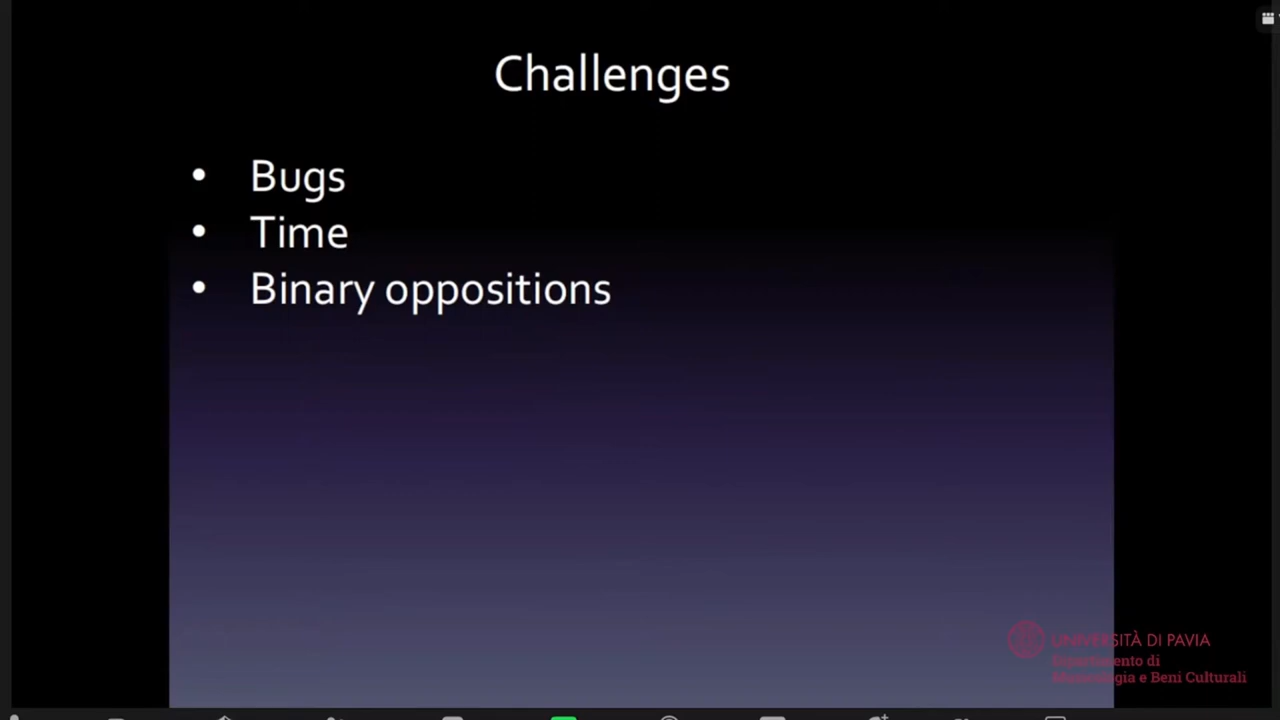 Challenges
• Bugs
• Time
• Binary oppositions
UNIVERSITÀ DI PAVIA
Dipartimento di
Musicologia e Beni Culturali